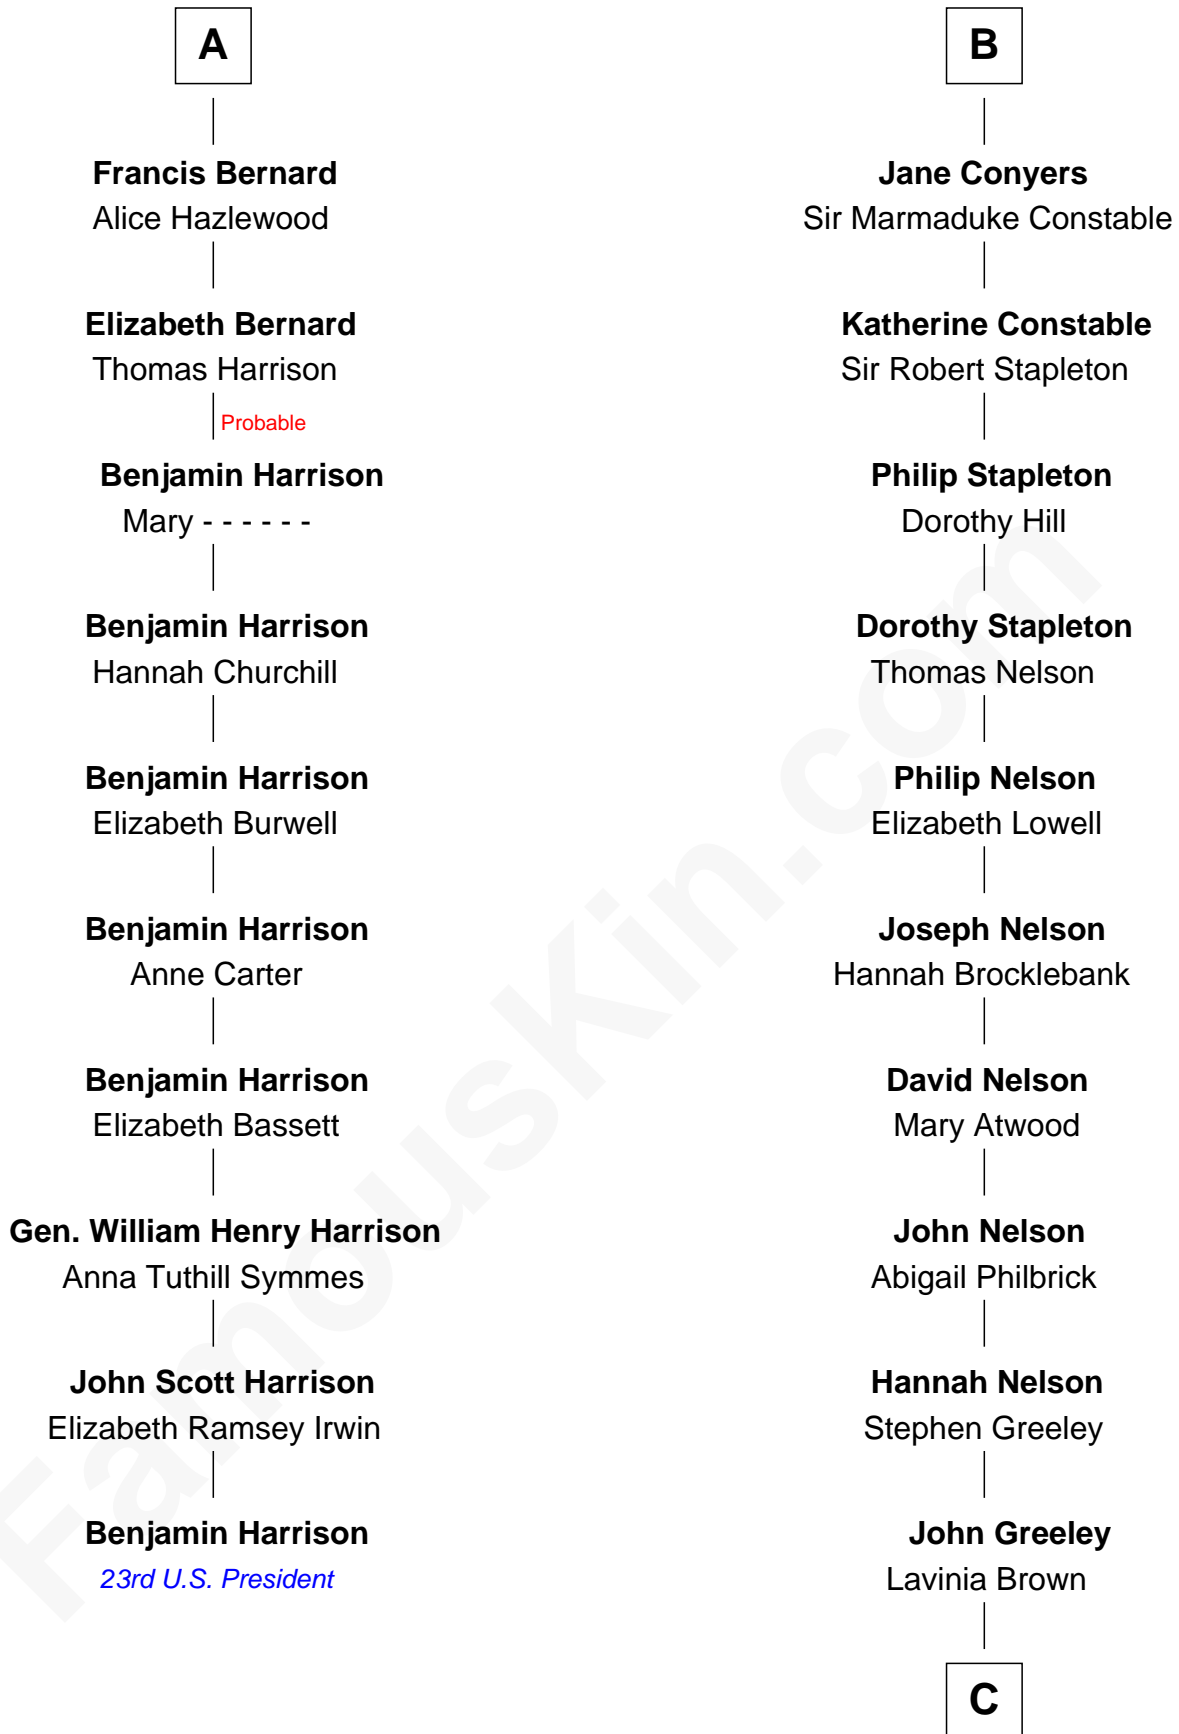 A
Francis Bernard
Alice Hazlewood
Elizabeth Bernard
Thomas Harrison
Probable
Benjamin Harrison
Mary - - - - - -
Benjamin Harrison
Hannah Churchill
Benjamin Harrison
Elizabeth Burwell
Benjamin Harrison
Anne Carter
Benjamin Harrison
Elizabeth Bassett
Gen. William Henry Harrison
Anna Tuthill Symmes
John Scott Harrison
Elizabeth Ramsey Irwin
Benjamin Harrison
23rd U.S. President
B
Jane Conyers
Sir Marmaduke Constable
Katherine Constable
Sir Robert Stapleton
Philip Stapleton
Dorothy Hill
Dorothy Stapleton
Thomas Nelson
Philip Nelson
Elizabeth Lowell
Joseph Nelson
Hannah Brocklebank
David Nelson
Mary Atwood
John Nelson
Abigail Philbrick
Hannah Nelson
Stephen Greeley
John Greeley
Lavinia Brown
C
FamousKin.com